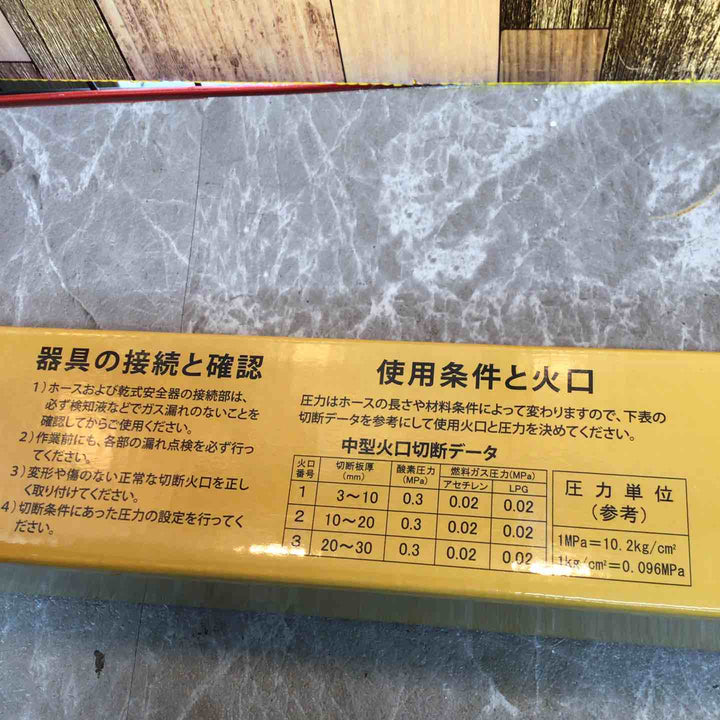 器具の接続と確認
1）ホースおよび乾式安全器の接続部は、
必ず検知液などでガス漏れのないことを
確認してからご使用ください。
2）作業前にも、各部の漏れ点検を必ず行っ
てください。
3）変形や傷のない正常な切断火口を正し
く取り付けてください。
4）切断条件にあった圧力の設定を行ってく
ださい。
使用条件と火口
圧力はホースの長さや材料条件によって変わりますので、下表の
切断データを参考にして使用火口と圧力を決めてください。
中型火口切断データ
火口番号 切断板厚(mm) 酸素圧力(MPa) 燃料ガス圧力(MPa)
アセチレン LPG
1 3〜10 0.3 0.02 0.02
2 10〜20 0.3 0.02 0.02
3 20〜30 0.3 0.02 0.02
圧力単位
(参考)
1MPa=10.2kg/c㎡
1kg/c㎡=0.096MPa